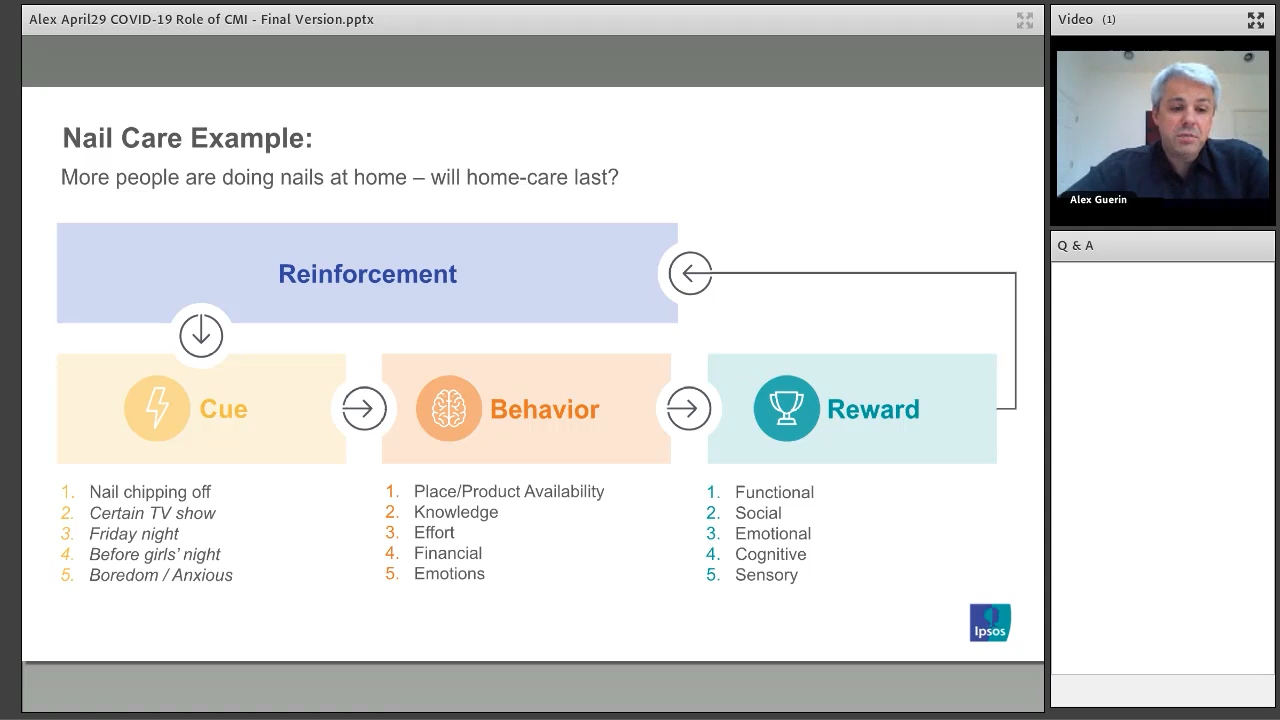 Alex April29 COVID-19 Role of CMI - Final Version.pptx
Nail Care Example:
More people are doing nails at home – will home-care last?
Reinforcement
Cue
Behavior
Reward
1. Nail chipping off
2. Certain TV show
3. Friday night
4. Before girls' night
5. Boredom / Anxious
1. Place/Product Availability
2. Knowledge
3. Effort
4. Financial
5. Emotions
1. Functional
2. Social
3. Emotional
4. Cognitive
5. Sensory
Ipsos
Video (1)
Alex Guerin
Q & A